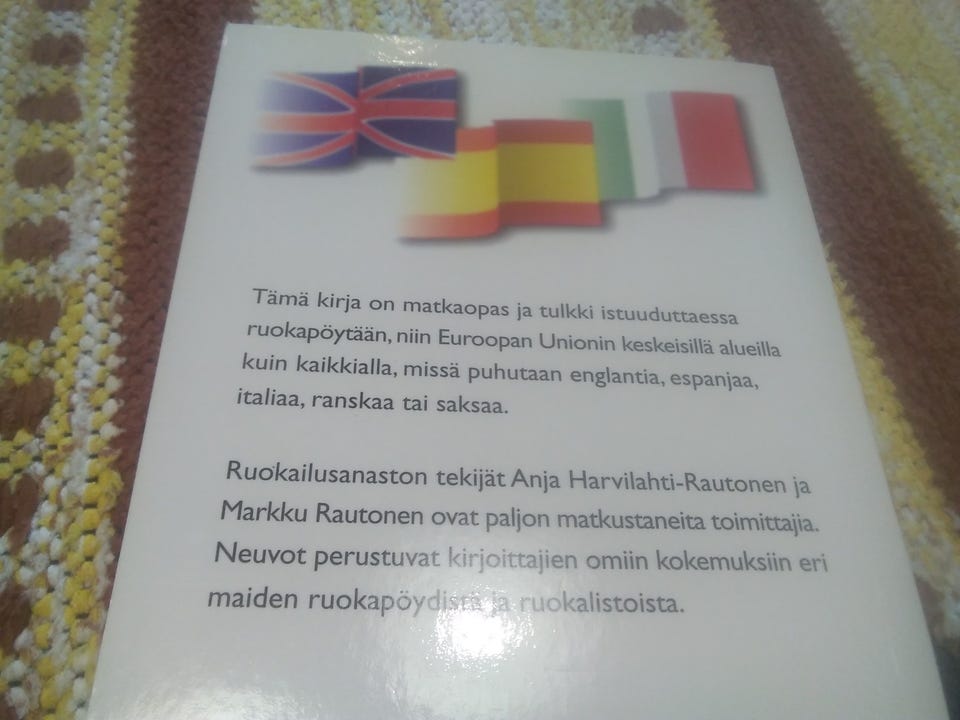 Tämä kirja on matkaopas ja tulkki istuuduttaessa
ruokapöytään, niin Euroopan Unionin keskeisillä alueilla
kuin kaikkialla, missä puhutaan englantia, espanjaa,
italiaa, ranskaa tai saksaa.
Ruokailusanaston tekijät Anja Harvilahti-Rautonen ja
Markku Rautonen ovat paljon matkustaneita toimittajia.
Neuvot perustuvat kirjoittajien omiin kokemuksiin eri
maiden ruokapöydistä ja ruokalistoista.